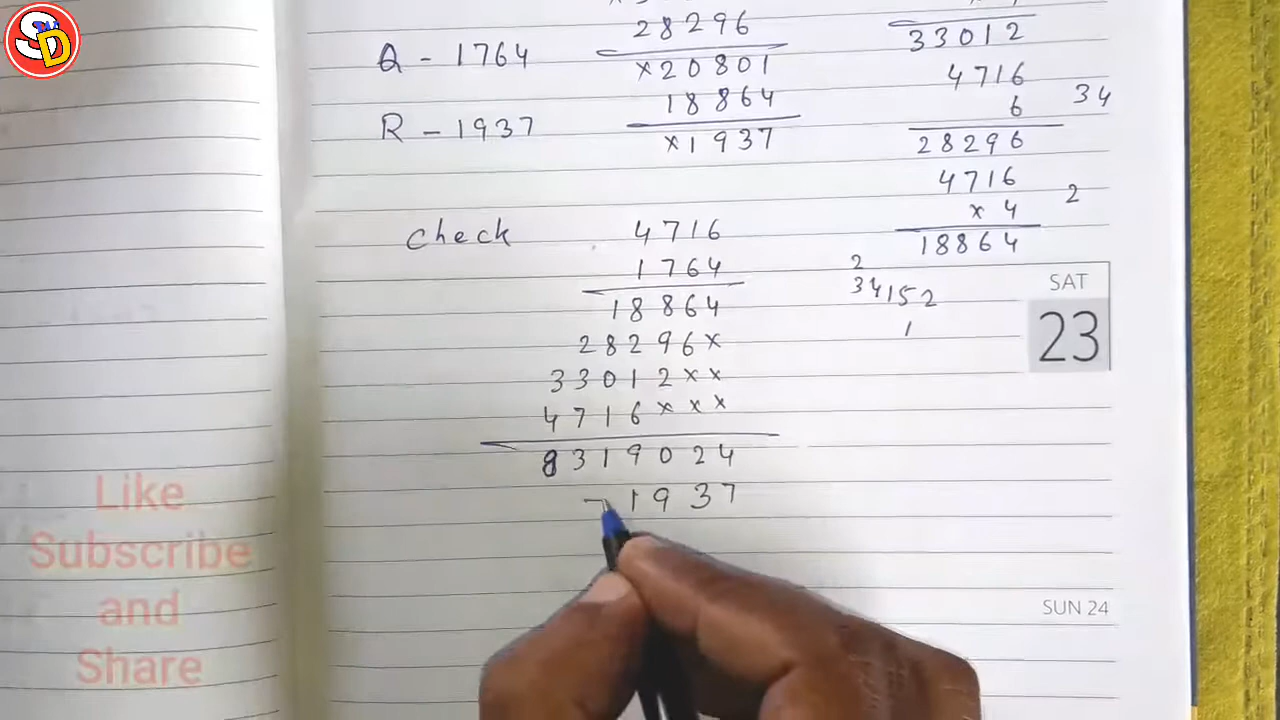 SD
28296
Q - 1764
×20801
18864
R - 1937
×1937
33012
4716
6
34
28296
4716
2
× 4
18864
Check
4716
1764
18864
28296×
33012××
4716×××
8319024
1937
2
34152
1
SAT
23
SUN 24
Like
Subscribe
and
Share